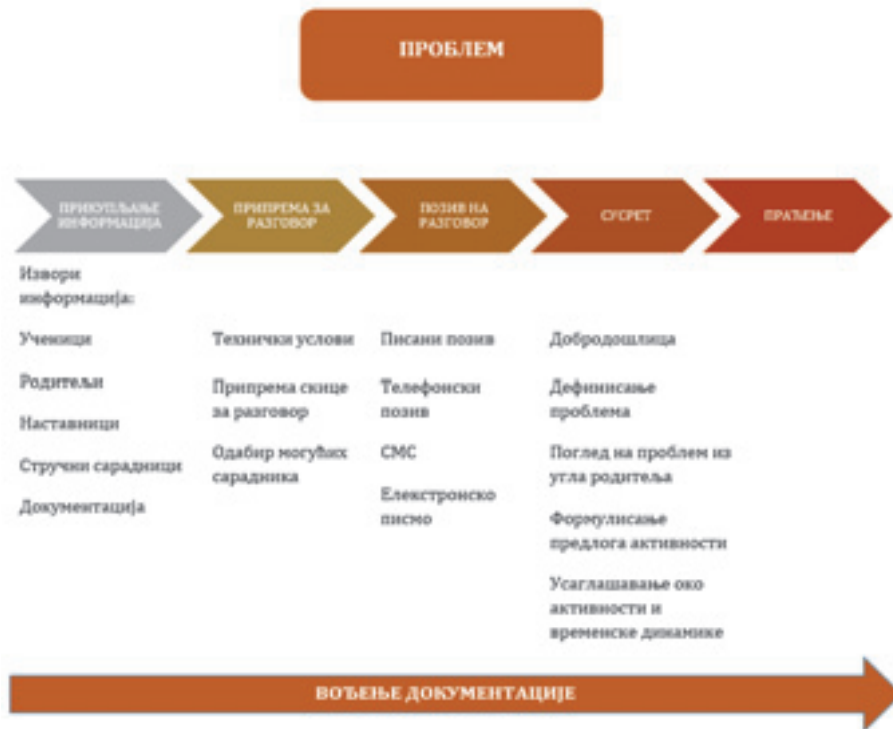 ПРОБЛЕМ
ПРИКУПЉАЊЕ
ИНФОРМАЦИЈА
ПРИПРЕМА ЗА
РАЗГОВОР
ПОЗИВ НА
РАЗГОВОР
СУСРЕТ
ПРАЋЕЊЕ
Извори
информација:
Ученици
Родитељи
Наставници
Стручни сарадници
Документација
Технички услови
Припрема скице
за разговор
Одабир могућих
сарадника
Писани позив
Телефонски
позив
СМС
Елекстронско
писмо
Добродошлица
Дефинисање
проблема
Поглед на проблем из
угла родитеља
Формулисање
предлога активности
Усаглашавање око
активности и
временске динамике
ВОЂЕЊЕ ДОКУМЕНТАЦИЈЕ